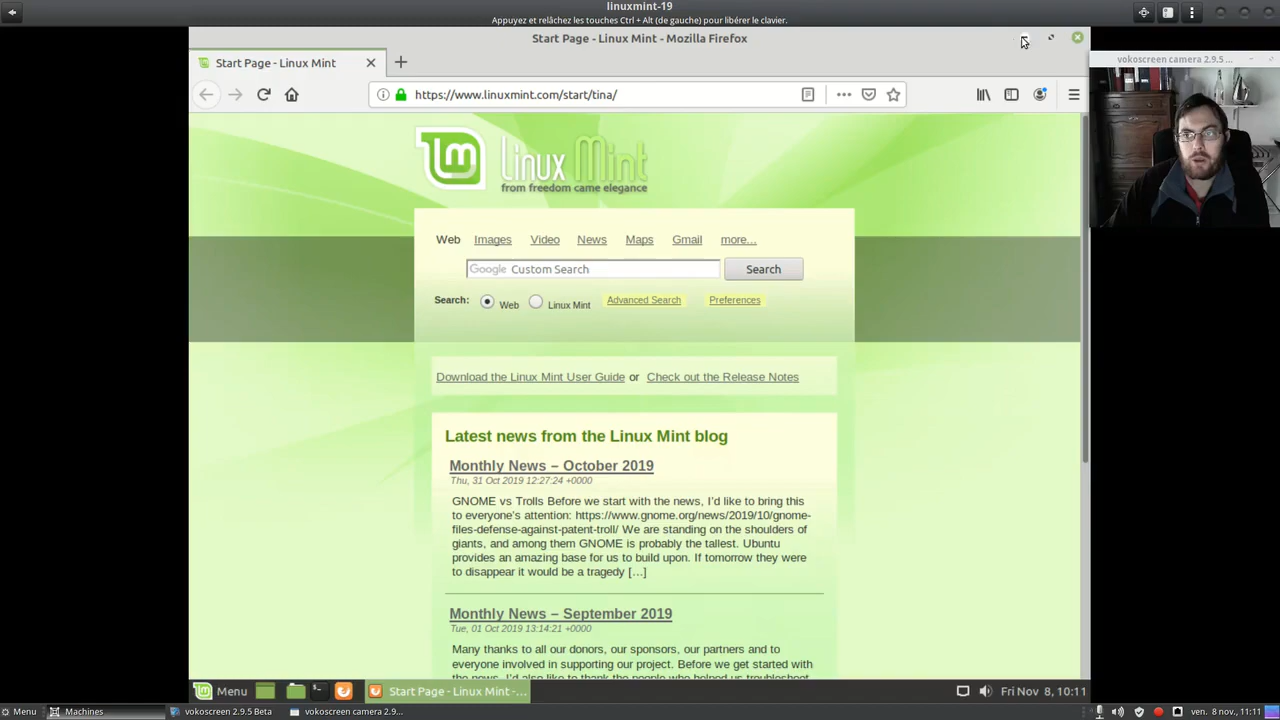 linuxmint-19
Appuyez et relâchez les touches Ctrl + Alt (de gauche) pour libérer le clavier.
Start Page - Linux Mint - Mozilla Firefox
Start Page - Linux Mint
https://www.linuxmint.com/start/tina/
vokoscreen camera 2.9.5 ...
lm Linux Mint
from freedom came elegance
Web Images Video News Maps Gmail more...
Google Custom Search Search
Search: Web Linux Mint Advanced Search Preferences
Download the Linux Mint User Guide or Check out the Release Notes
Latest news from the Linux Mint blog
Monthly News – October 2019
Thu, 31 Oct 2019 12:27:24 +0000
GNOME vs Trolls Before we start with the news, I'd like to bring this
to everyone's attention: https://www.gnome.org/news/2019/10/gnome-
files-defense-against-patent-troll/ We are standing on the shoulders of
giants, and among them GNOME is probably the tallest. Ubuntu
provides an amazing base for us to build upon. If tomorrow they were
to disappear it would be a tragedy […]
Monthly News – September 2019
Tue, 01 Oct 2019 13:14:21 +0000
Many thanks to all our donors, our sponsors, our partners and to
everyone involved in supporting our project. Before we get started with
the news, I'd also like to thank the people who helped us troubleshoot
Menu Start Page - Linux Mint -... Fri Nov 8, 10:11
Menu Machines vokoscreen 2.9.5 Beta vokoscreen camera 2.9... ven. 8 nov., 11:11